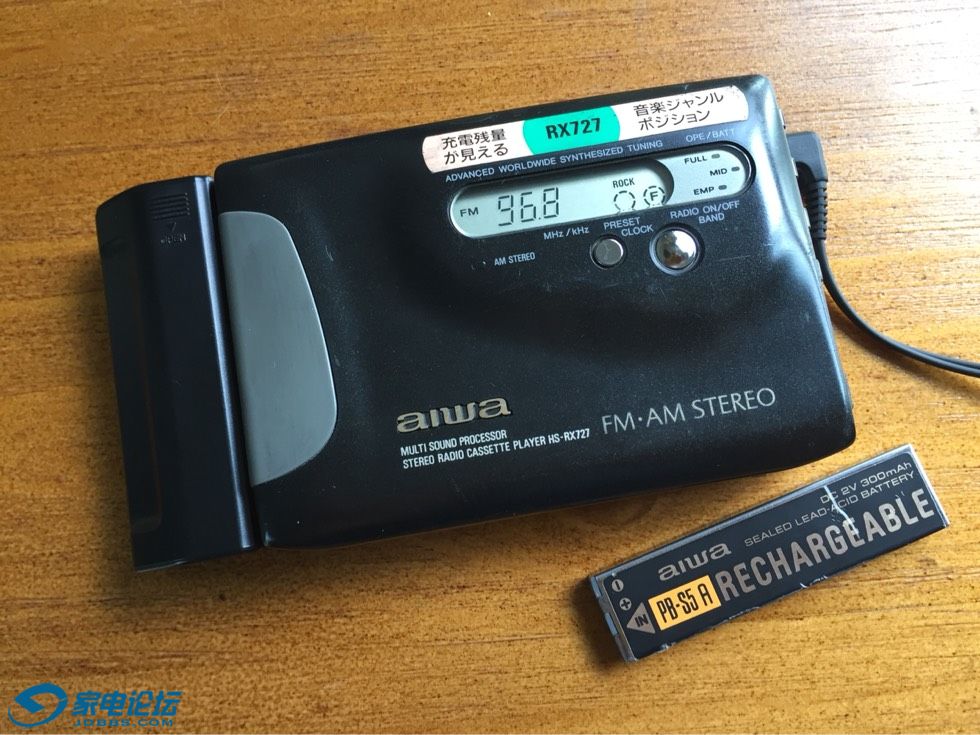 充電残量
が見える
RX727
音楽ジャンル
ポジション
ADVANCED WORLDWIDE SYNTHESIZED TUNING
OPE/BATT
FULL
MID
EMP
FM 96.8
ROCK
F
MHz/kHz
PRESET
CLOCK
RADIO ON/OFF
BAND
AM STEREO
OPEN
aiwa
MULTI SOUND PROCESSOR
STEREO RADIO CASSETTE PLAYER HS-RX727
FM·AM STEREO
DC 2V 300mAh
SEALED LEAD-ACID BATTERY
aiwa
RECHARGEABLE
PB-S5 A
IN
家电论坛
JDBBS.COM